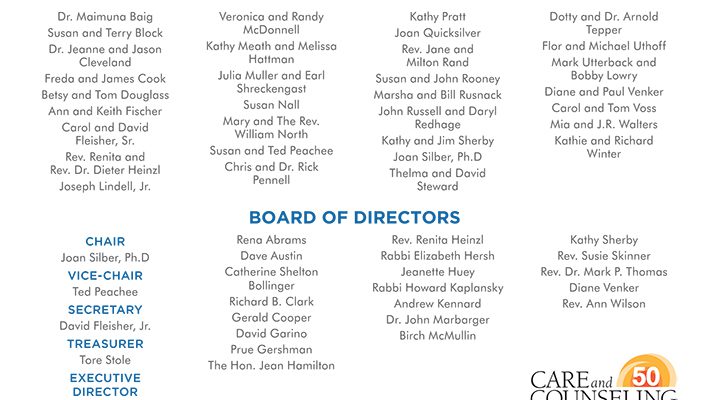 Dr. Maimuna Baig
Susan and Terry Block
Dr. Jeanne and Jason
Cleveland
Freda and James Cook
Betsy and Tom Douglass
Ann and Keith Fischer
Carol and David
Fleisher, Sr.
Rev. Renita and
Rev. Dr. Dieter Heinzl
Joseph Lindell, Jr.
Veronica and Randy
McDonnell
Kathy Meath and Melissa
Hattman
Julia Muller and Earl
Shreckengast
Susan Nall
Mary and The Rev.
William North
Susan and Ted Peachee
Chris and Dr. Rick
Pennell
Kathy Pratt
Joan Quicksilver
Rev. Jane and
Milton Rand
Susan and John Rooney
Marsha and Bill Rusnack
John Russell and Daryl
Redhage
Kathy and Jim Sherby
Joan Silber, Ph.D
Thelma and David
Steward
Dotty and Dr. Arnold
Tepper
Flor and Michael Uthoff
Mark Utterback and
Bobby Lowry
Diane and Paul Venker
Carol and Tom Voss
Mia and J.R. Walters
Kathie and Richard
Winter
BOARD OF DIRECTORS
CHAIR
Joan Silber, Ph.D
VICE-CHAIR
Ted Peachee
SECRETARY
David Fleisher, Jr.
TREASURER
Tore Stole
EXECUTIVE
DIRECTOR
Rena Abrams
Dave Austin
Catherine Shelton
Bollinger
Richard B. Clark
Gerald Cooper
David Garino
Prue Gershman
The Hon. Jean Hamilton
Rev. Renita Heinzl
Rabbi Elizabeth Hersh
Jeanette Huey
Rabbi Howard Kaplansky
Andrew Kennard
Dr. John Marbarger
Birch McMullin
Kathy Sherby
Rev. Susie Skinner
Rev. Dr. Mark P. Thomas
Diane Venker
Rev. Ann Wilson
50
CARE and
COUNSELING